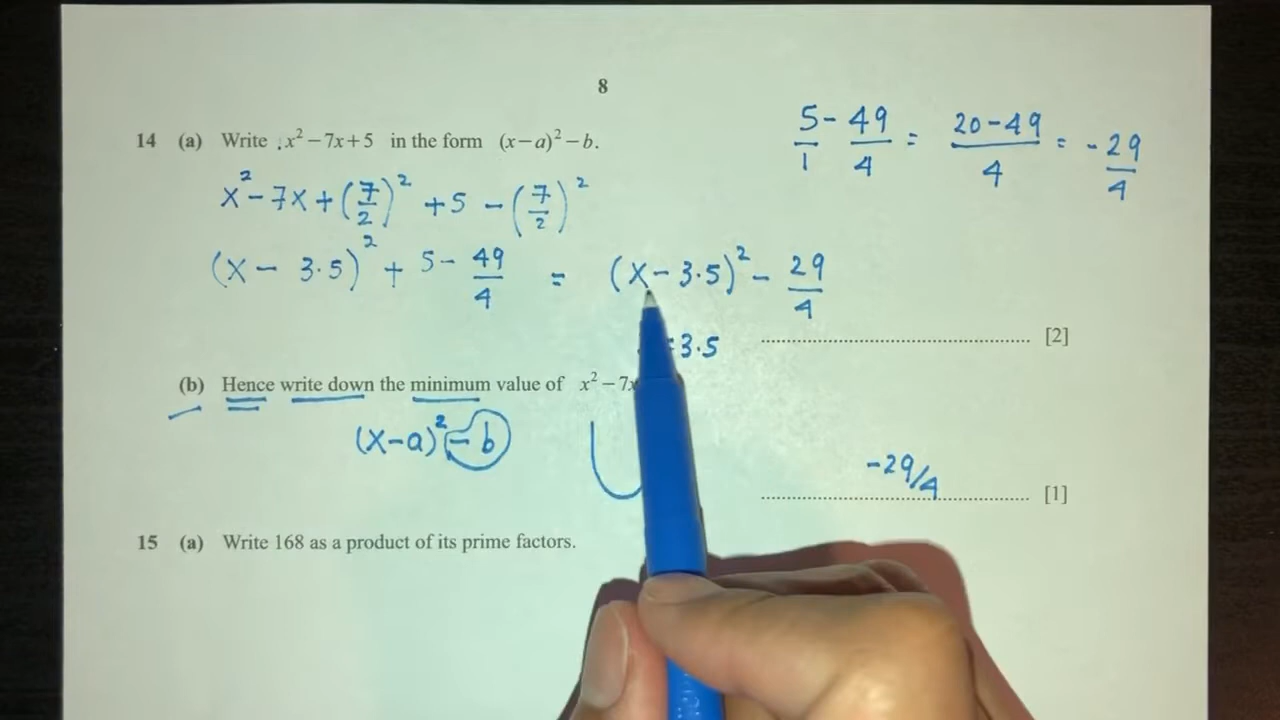 8
14 (a) Write x² − 7x + 5 in the form (x − a)² − b.
5/1 - 49/4 = 20-49/4 = -29/4
x² - 7x + (7/2)² + 5 - (7/2)²
(x - 3.5)² + 5 - 49/4 = (x - 3.5)² - 29/4
=3.5
[2]
(b) Hence write down the minimum value of x² − 7x
(x-a)² - b
-29/4
[1]
15 (a) Write 168 as a product of its prime factors.